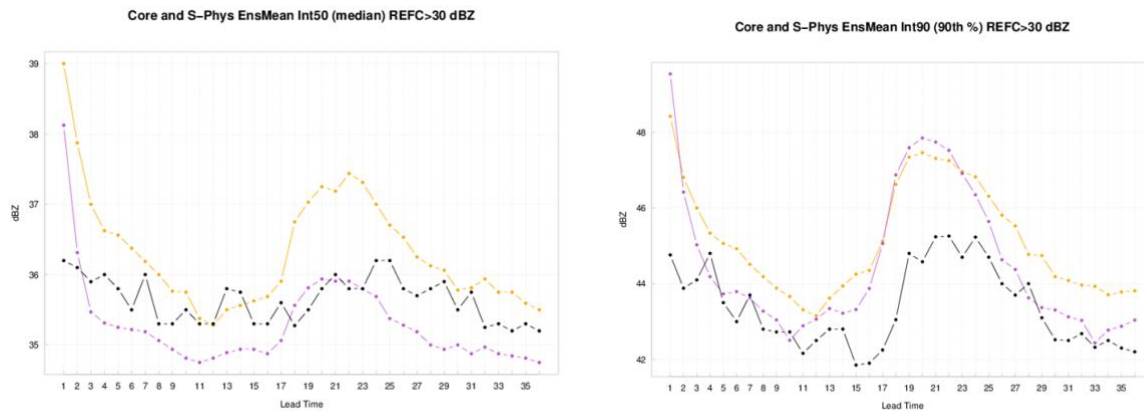 Core and S-Phys EnsMean Int50 (median) REFC>30 dBZ
39
38
37
36
35
dBZ
1 2 3 4 5 6 7 8 9 11 13 15 17 19 21 23 25 27 29 31 33 35
Lead Time
Core and S-Phys EnsMean Int90 (90th %) REFC>30 dBZ
48
46
44
42
dBZ
1 2 3 4 5 6 7 8 9 11 13 15 17 19 21 23 25 27 29 31 33 35
Lead Time